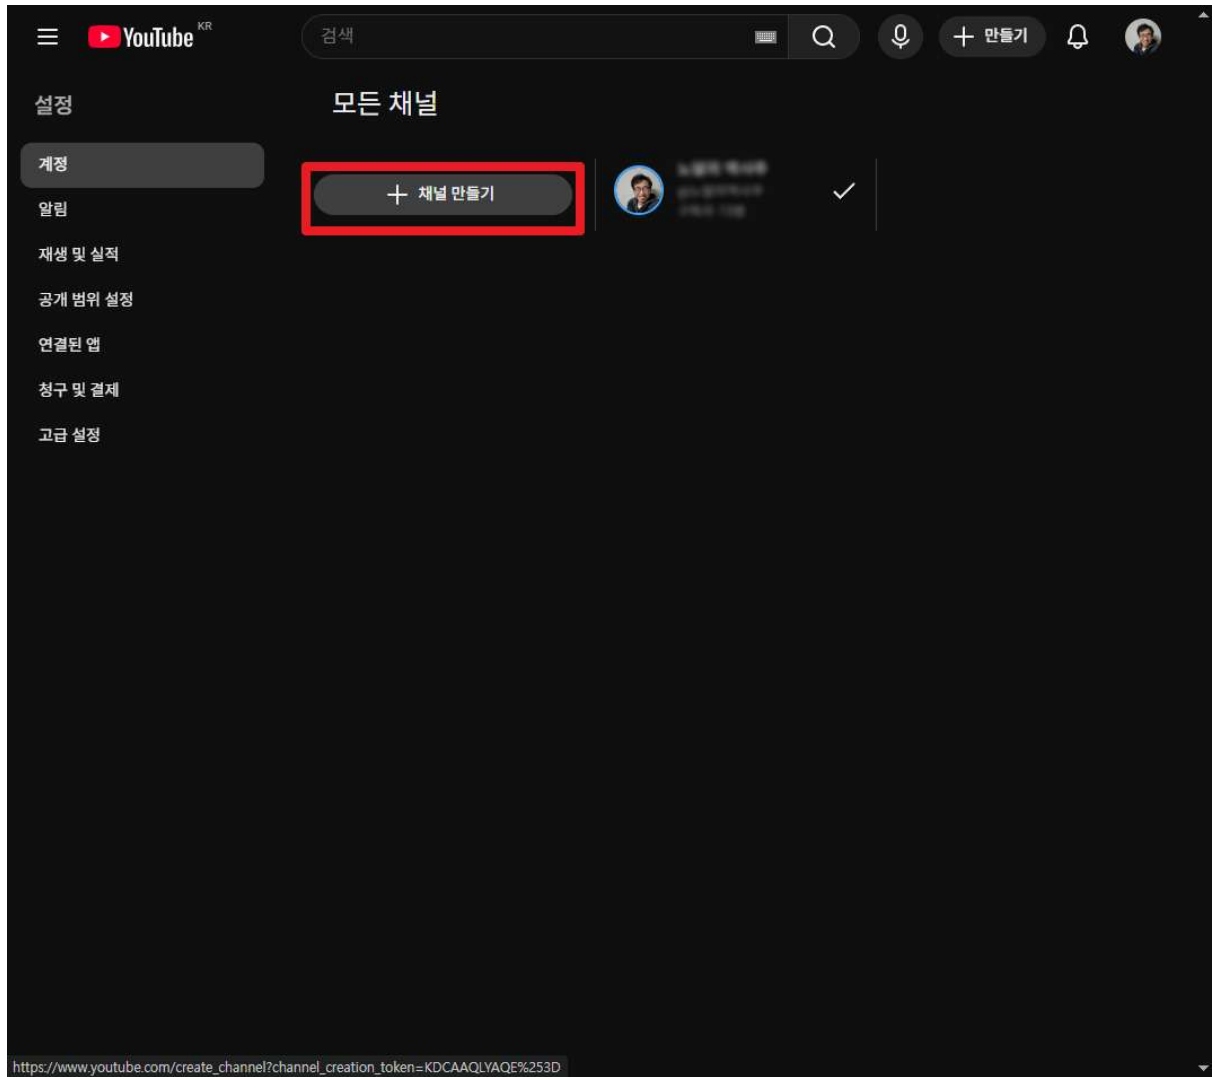 YouTube KR
검색
만들기
설정
모든 채널
계정
채널 만들기
알림
재생 및 실적
공개 범위 설정
연결된 앱
청구 및 결제
고급 설정
https://www.youtube.com/create_channel?channel_creation_token=KDCAAQLYAQE%253D